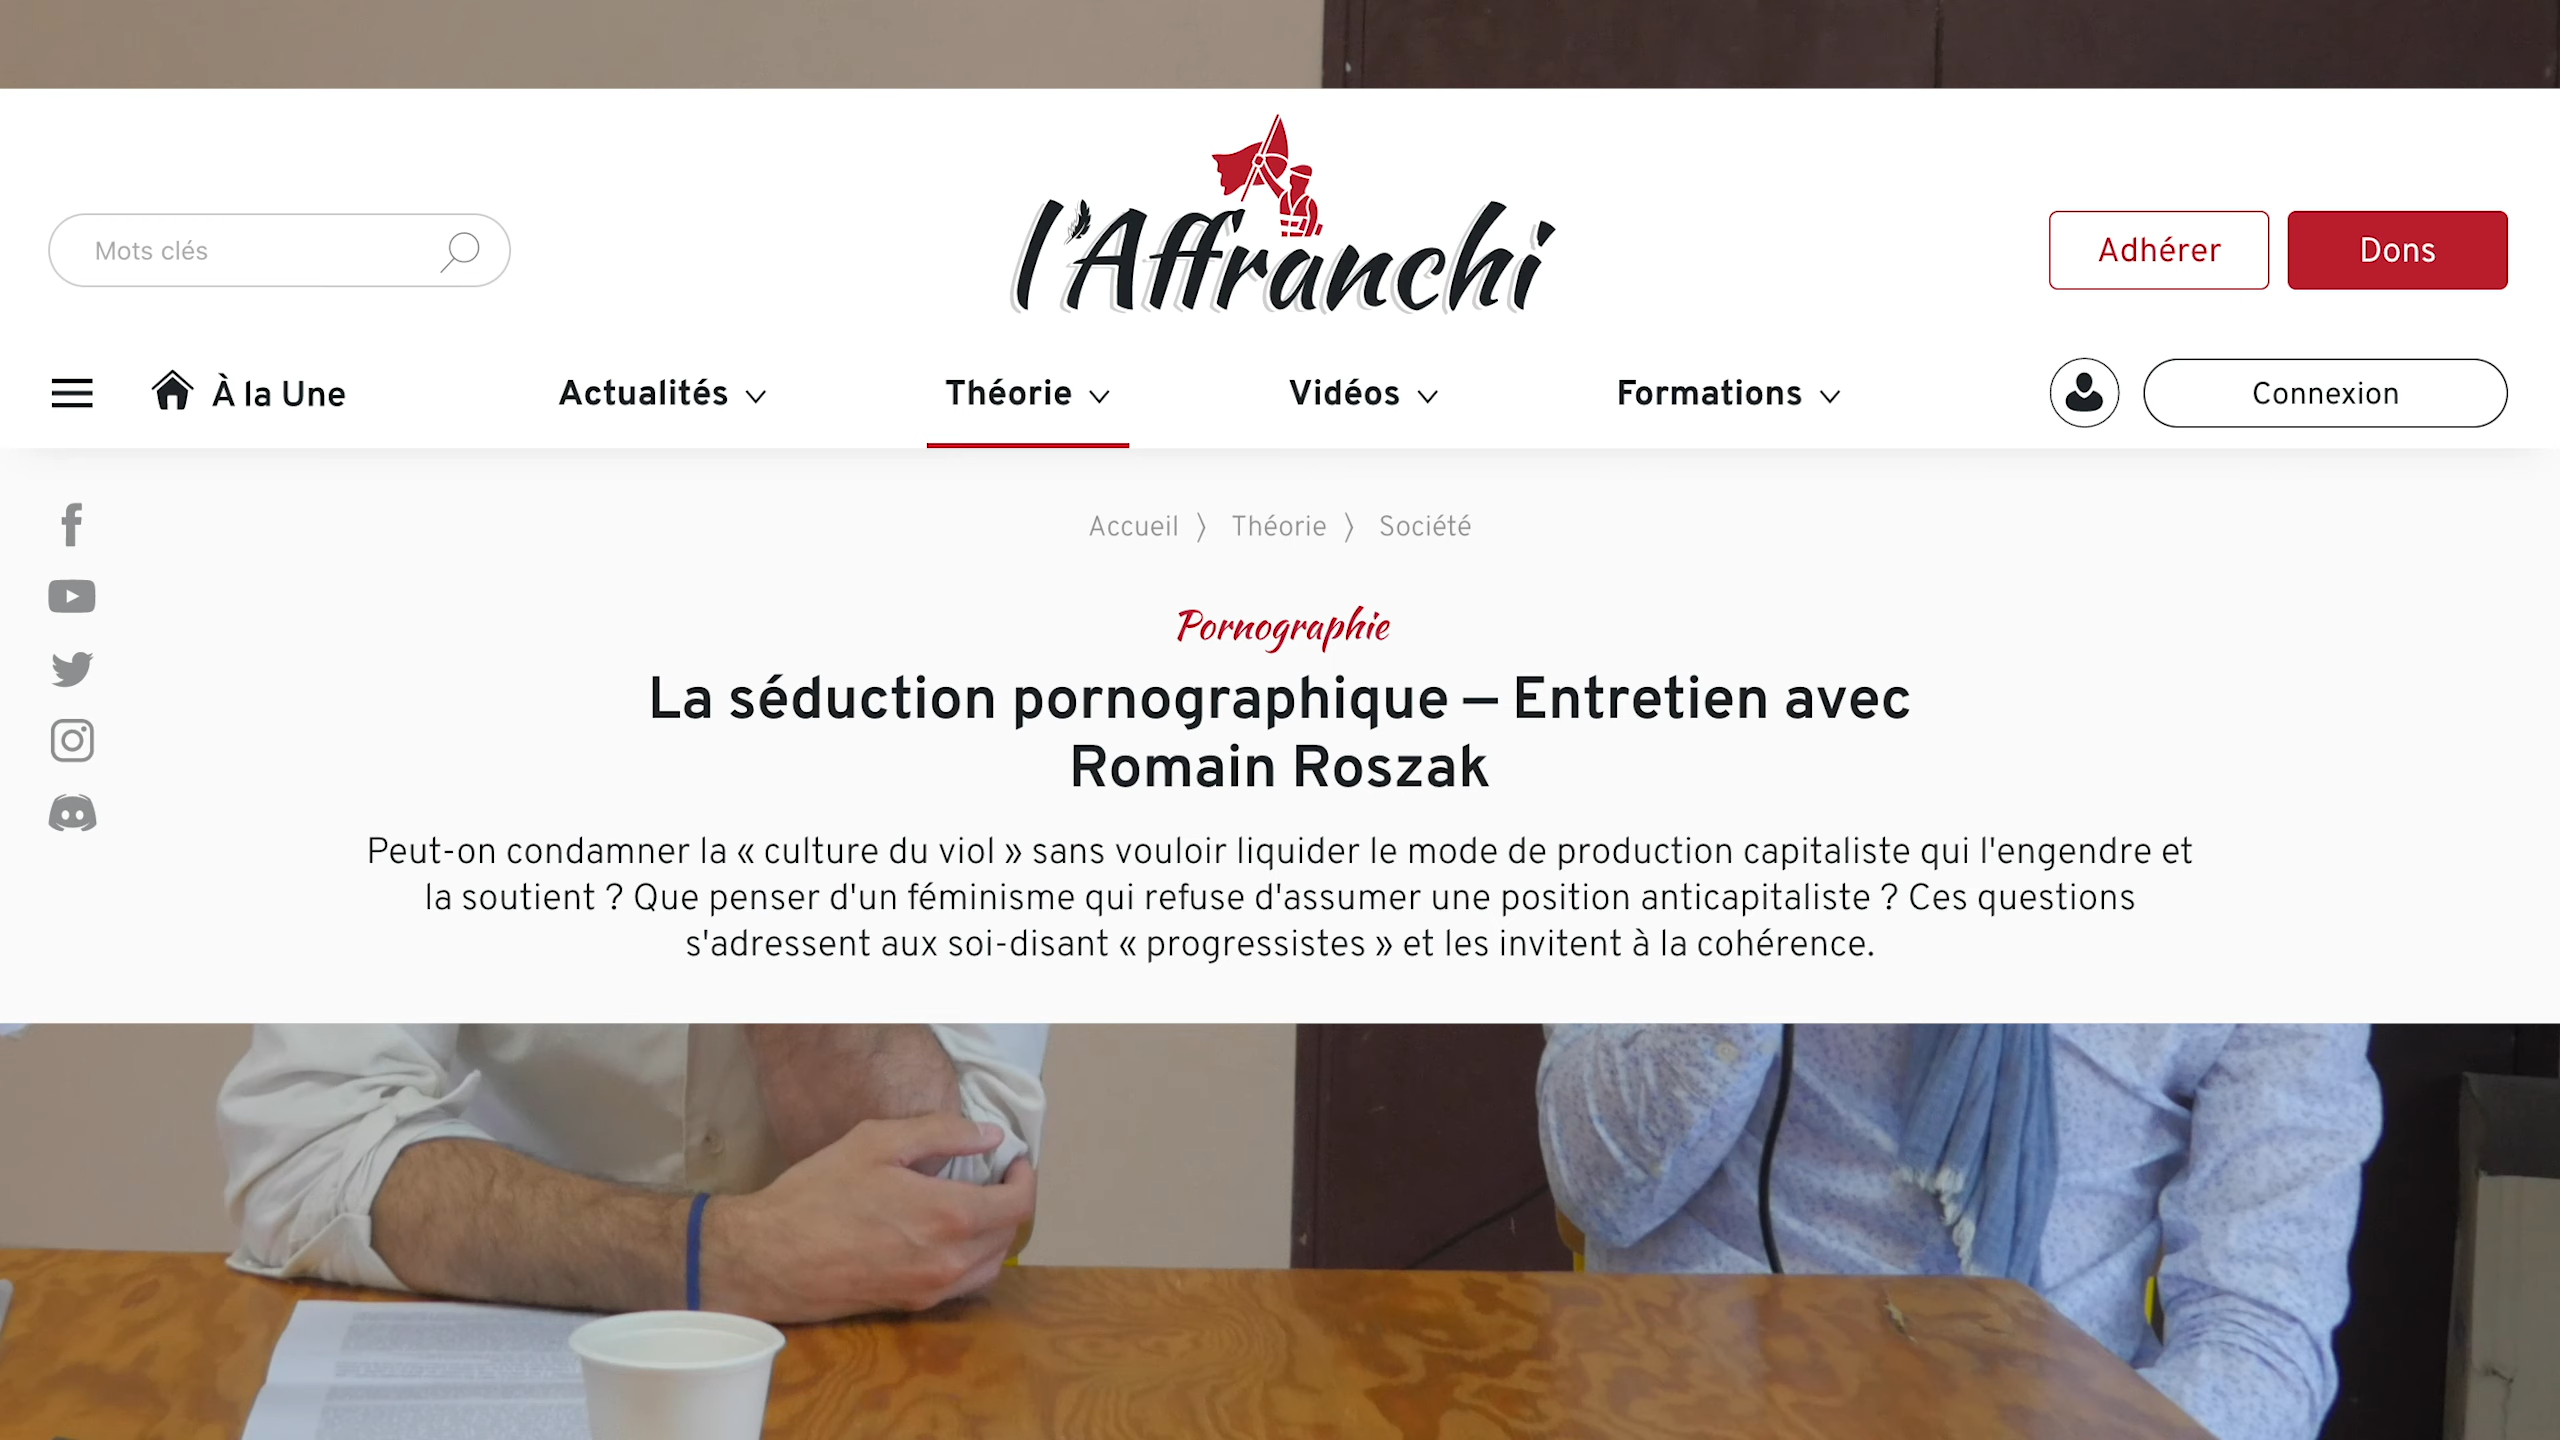 l'Affranchi
Mots clés
Adhérer
Dons
À la Une
Actualités
Théorie
Vidéos
Formations
Connexion
Accueil 〉 Théorie 〉 Société
Pornographie
La séduction pornographique – Entretien avec
Romain Roszak
Peut-on condamner la « culture du viol » sans vouloir liquider le mode de production capitaliste qui l'engendre et
la soutient ? Que penser d'un féminisme qui refuse d'assumer une position anticapitaliste ? Ces questions
s'adressent aux soi-disant « progressistes » et les invitent à la cohérence.